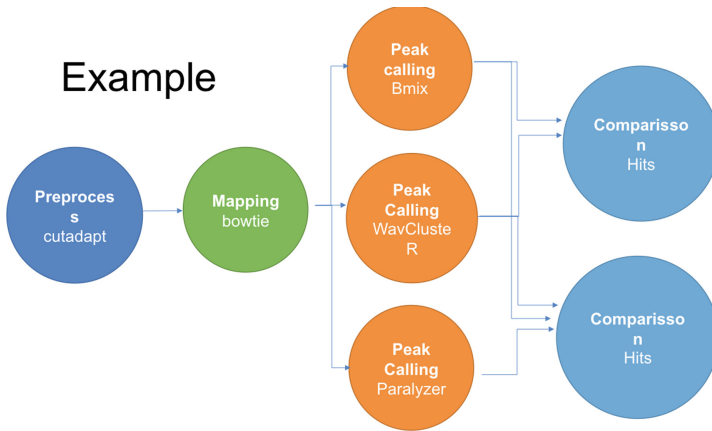 Example
Preproces
s
cutadapt
Mapping
bowtie
Peak
calling
Bmix
Peak
Calling
WavCluste
R
Peak
Calling
Paralyzer
Comparisso
n
Hits
Comparisso
n
Hits